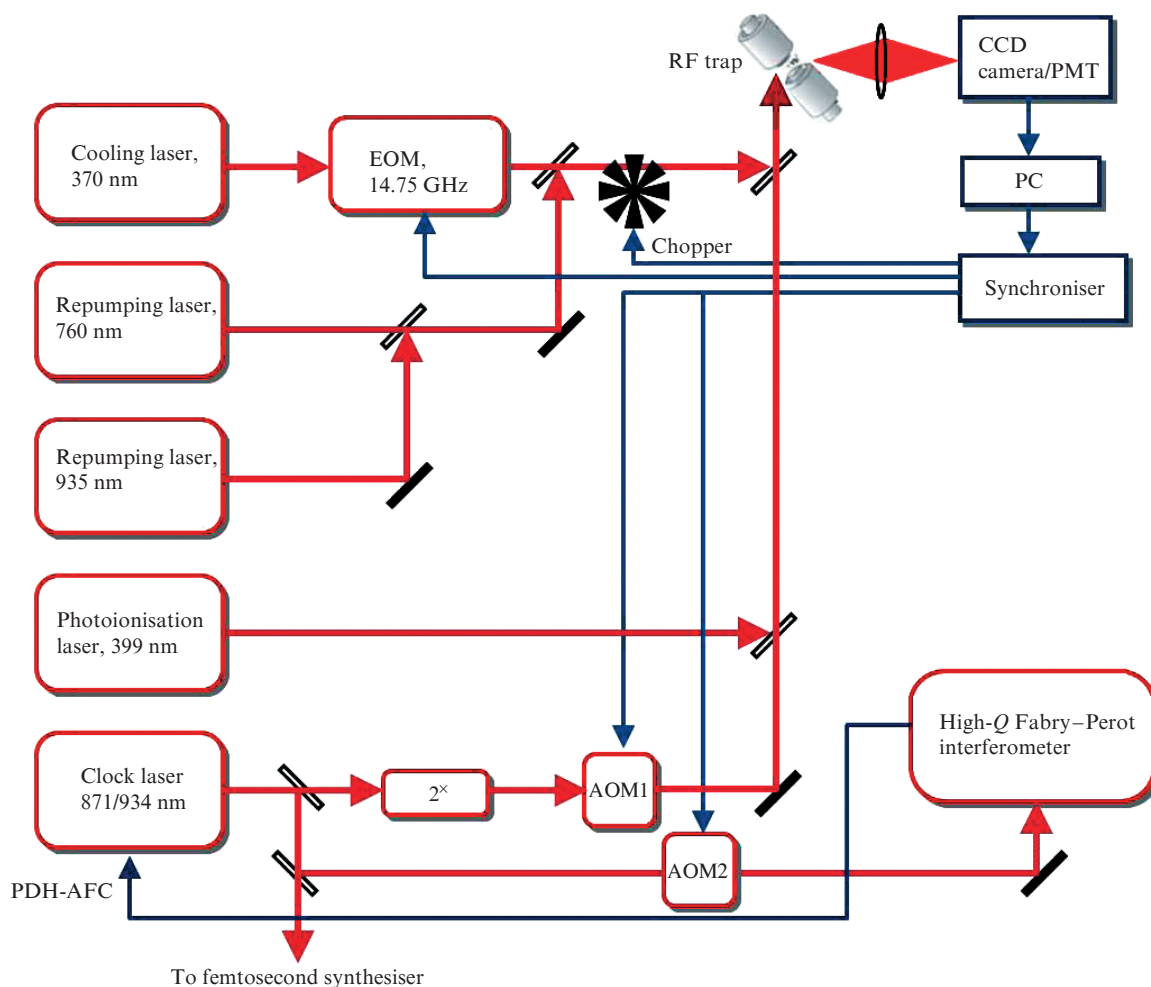 RF trap
CCD
camera/PMT
Cooling laser,
370 nm
EOM,
14.75 GHz
PC
Chopper
Synchroniser
Repumping laser,
760 nm
Repumping laser,
935 nm
Photoionisation
laser, 399 nm
High-Q Fabry–Perot
interferometer
Clock laser
871/934 nm
2×
AOM1
AOM2
PDH-AFC
To femtosecond synthesiser